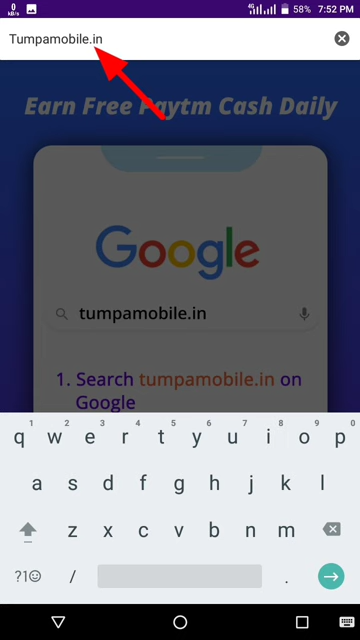 0
kB/s
4G
58%
7:52 PM
Tumpamobile.in
Earn Free Paytm Cash Daily
Google
tumpamobile.in
1. Search tumpamobile.in on
Google
1 2 3 4 5 6 7 8 9 0
q w e r t y u i o p
a s d f g h j k l
z x c v b n m
?1☺ / .